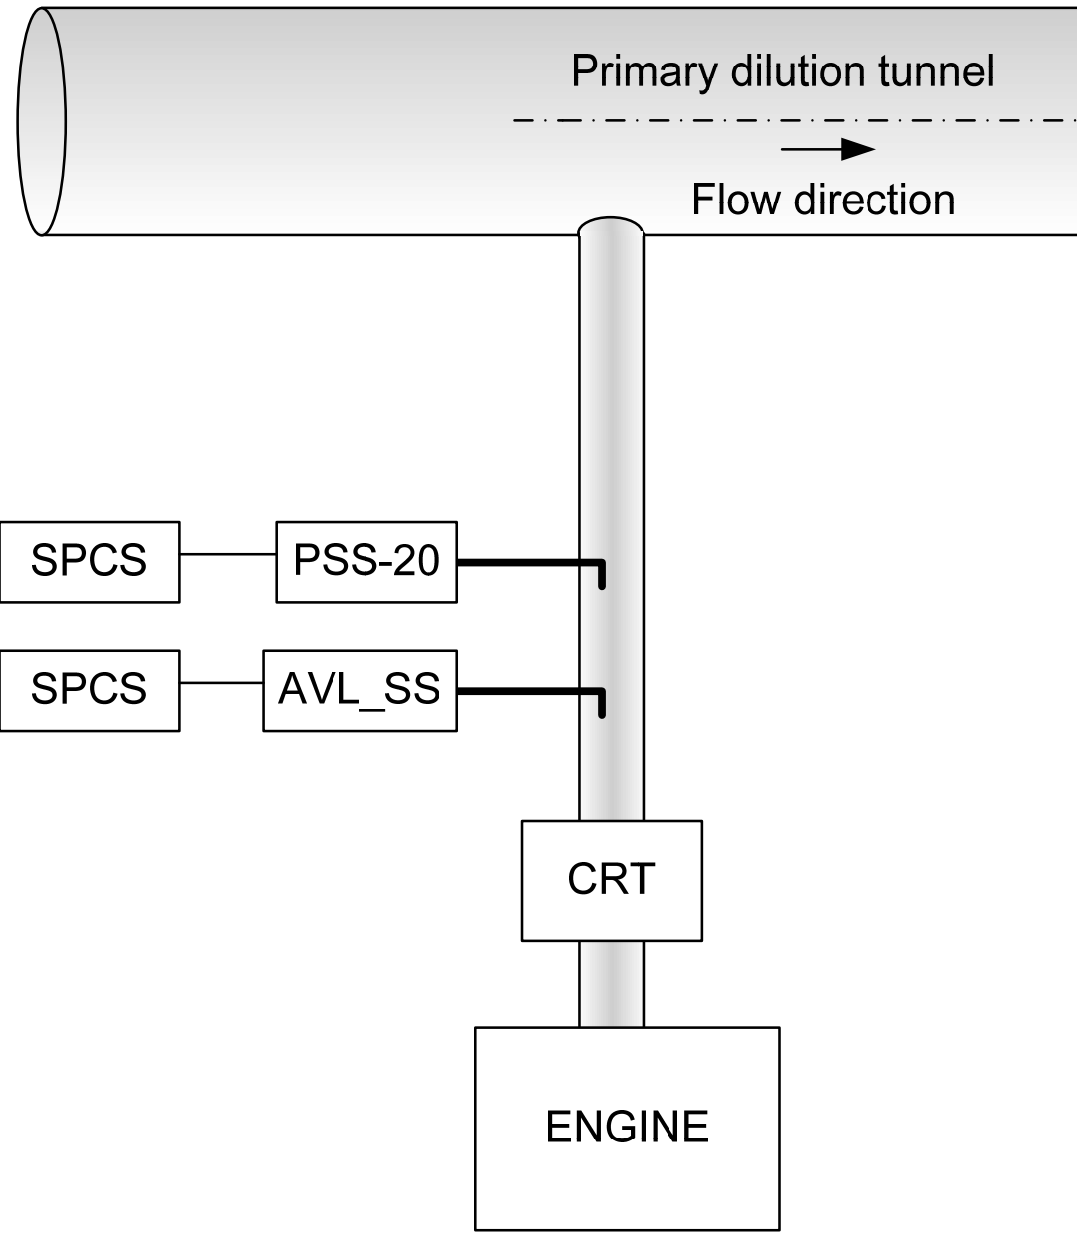 Primary dilution tunnel
Flow direction
SPCS
PSS-20
SPCS
AVL_SS
CRT
ENGINE